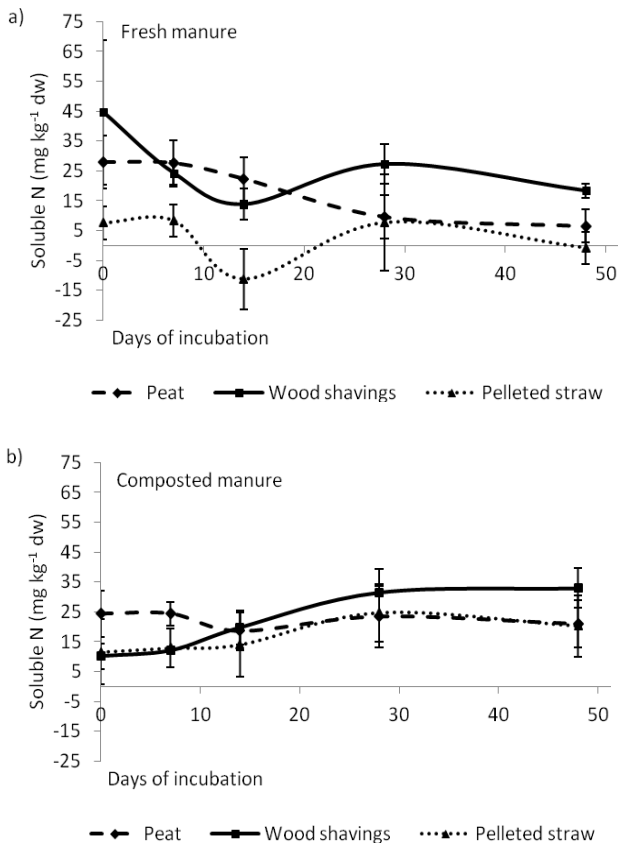 a)
Fresh manure
Soluble N (mg kg⁻¹ dw)
75
65
55
45
35
25
15
5
-5
-15
-25
0 10 20 30 40 50
Days of incubation
Peat Wood shavings Pelleted straw
b)
Composted manure
Soluble N (mg kg⁻¹ dw)
75
65
55
45
35
25
15
5
-5
-15
-25
0 10 20 30 40 50
Days of incubation
Peat Wood shavings Pelleted straw